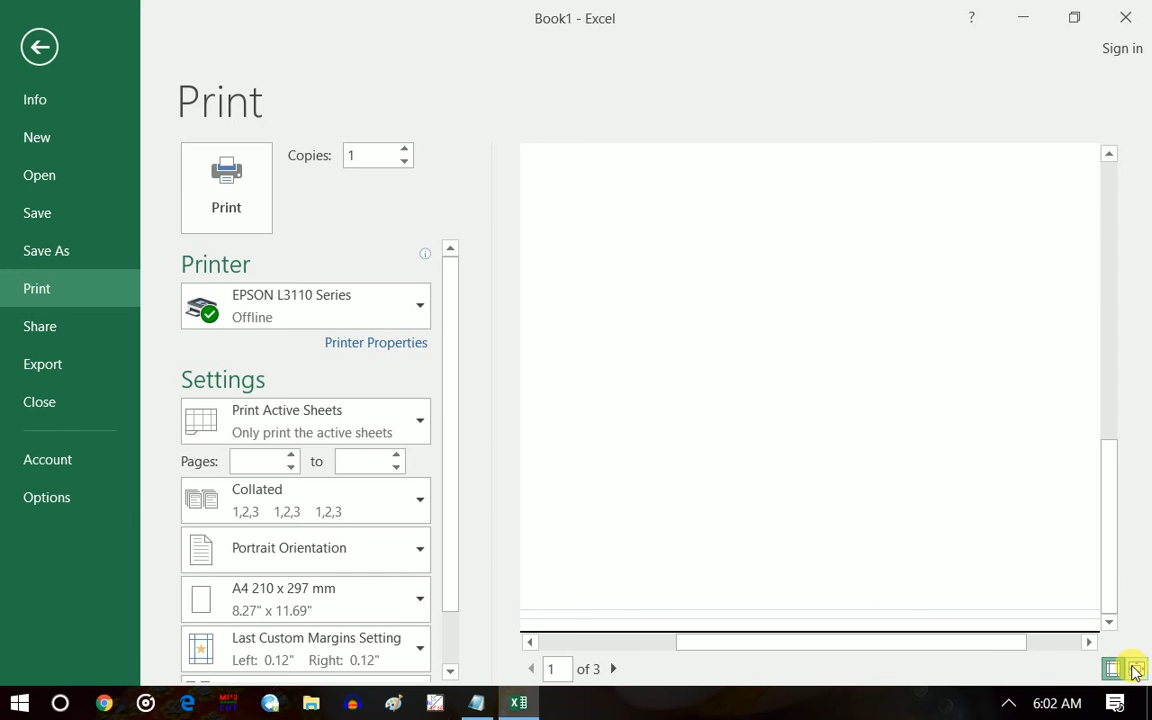 Book1 - Excel
?
Sign in
Info
New
Open
Save
Save As
Print
Share
Export
Close
Account
Options
Print
Print
Copies: 1
Printer
EPSON L3110 Series
Offline
Printer Properties
Settings
Print Active Sheets
Only print the active sheets
Pages: to
Collated
1,2,3 1,2,3 1,2,3
Portrait Orientation
A4 210 x 297 mm
8.27" x 11.69"
Last Custom Margins Setting
Left: 0.12" Right: 0.12"
1 of 3
MP3
6:02 AM